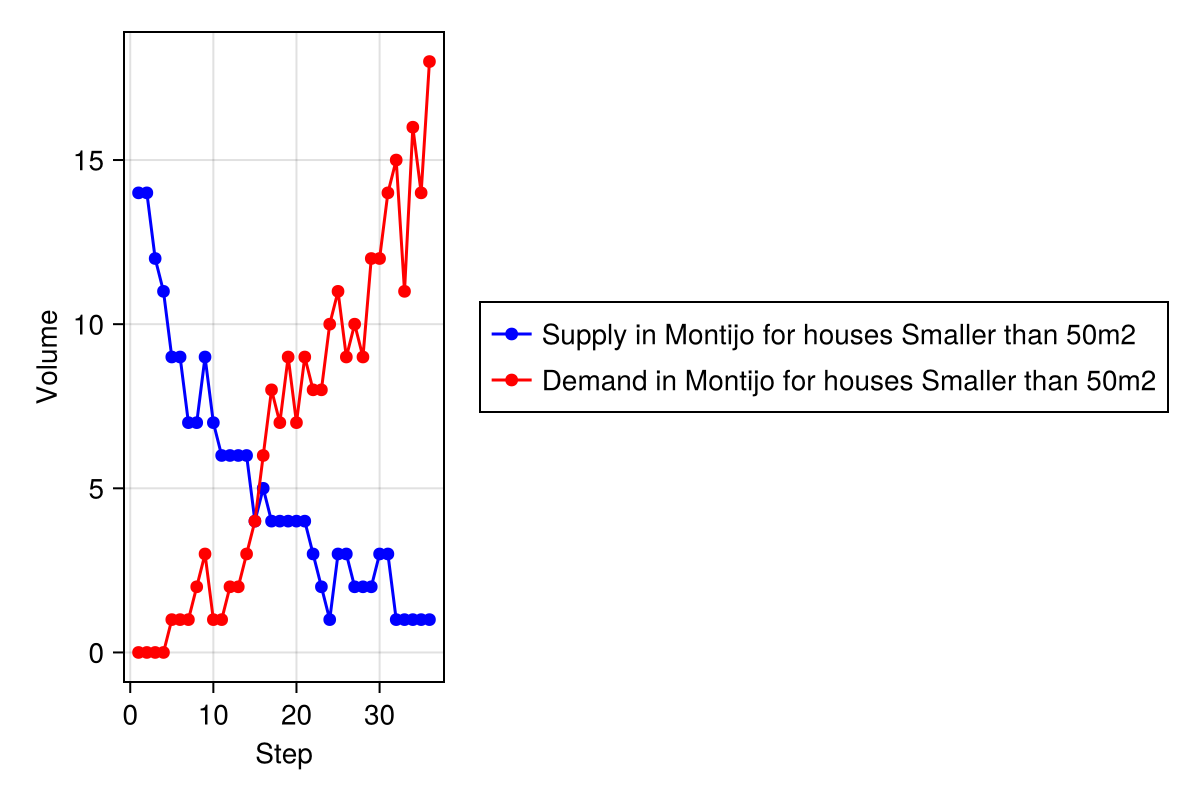 Volume
15
10
5
0
0 10 20 30
Step
Supply in Montijo for houses Smaller than 50m2
Demand in Montijo for houses Smaller than 50m2